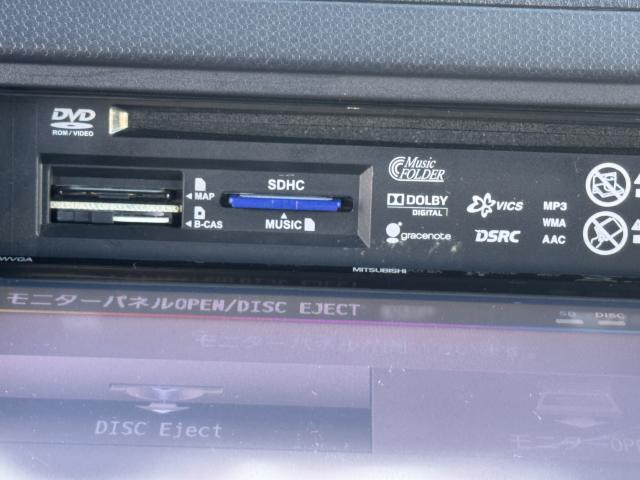 DVD
ROM / VIDEO
MAP
B-CAS
SDHC
MUSIC
Music
FOLDER
DOLBY
DIGITAL
gracenote
VICS
DSRC
MP3
WMA
AAC
WVGA
MITSUBISHI
モニターパネルOPEN/DISC EJECT
SD DISC
DISC Eject